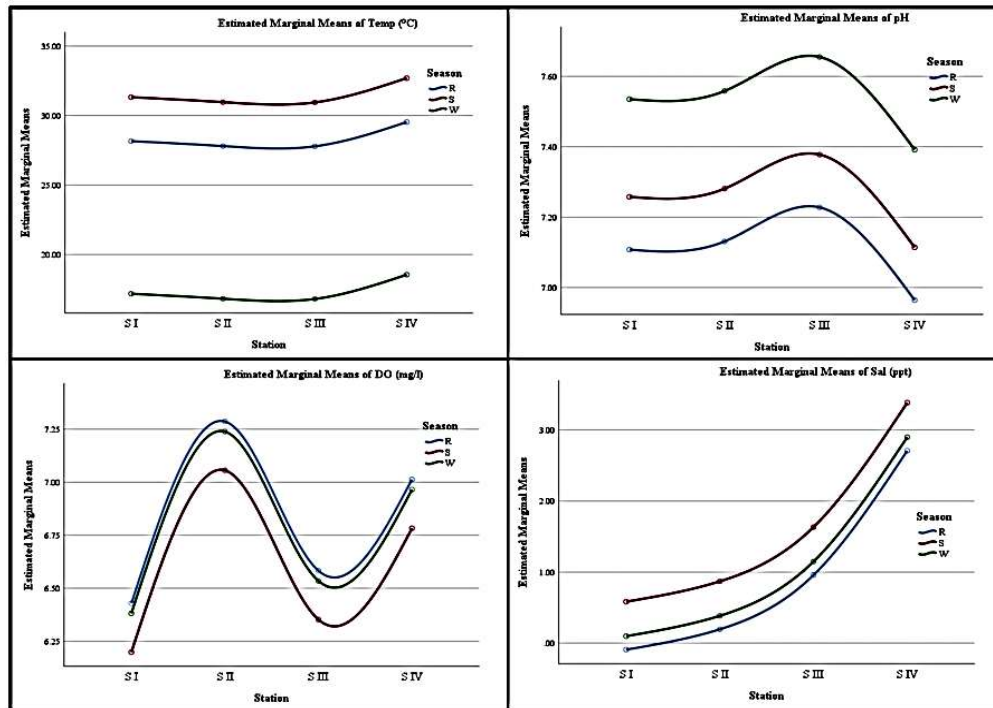 Estimated Marginal Means of Temp (ºC)
Estimated Marginal Means
35.00
30.00
25.00
20.00
Season
R
S
W
S I
S II
S III
S IV
Station
Estimated Marginal Means of pH
Estimated Marginal Means
7.60
7.40
7.20
7.00
Season
R
S
W
S I
S II
S III
S IV
Station
Estimated Marginal Means of DO (mg/l)
Estimated Marginal Means
7.25
7.00
6.75
6.50
6.25
Season
R
S
W
S I
S II
S III
S IV
Station
Estimated Marginal Means of Sal (ppt)
Estimated Marginal Means
3.00
2.00
1.00
.00
Season
R
S
W
S I
S II
S III
S IV
Station